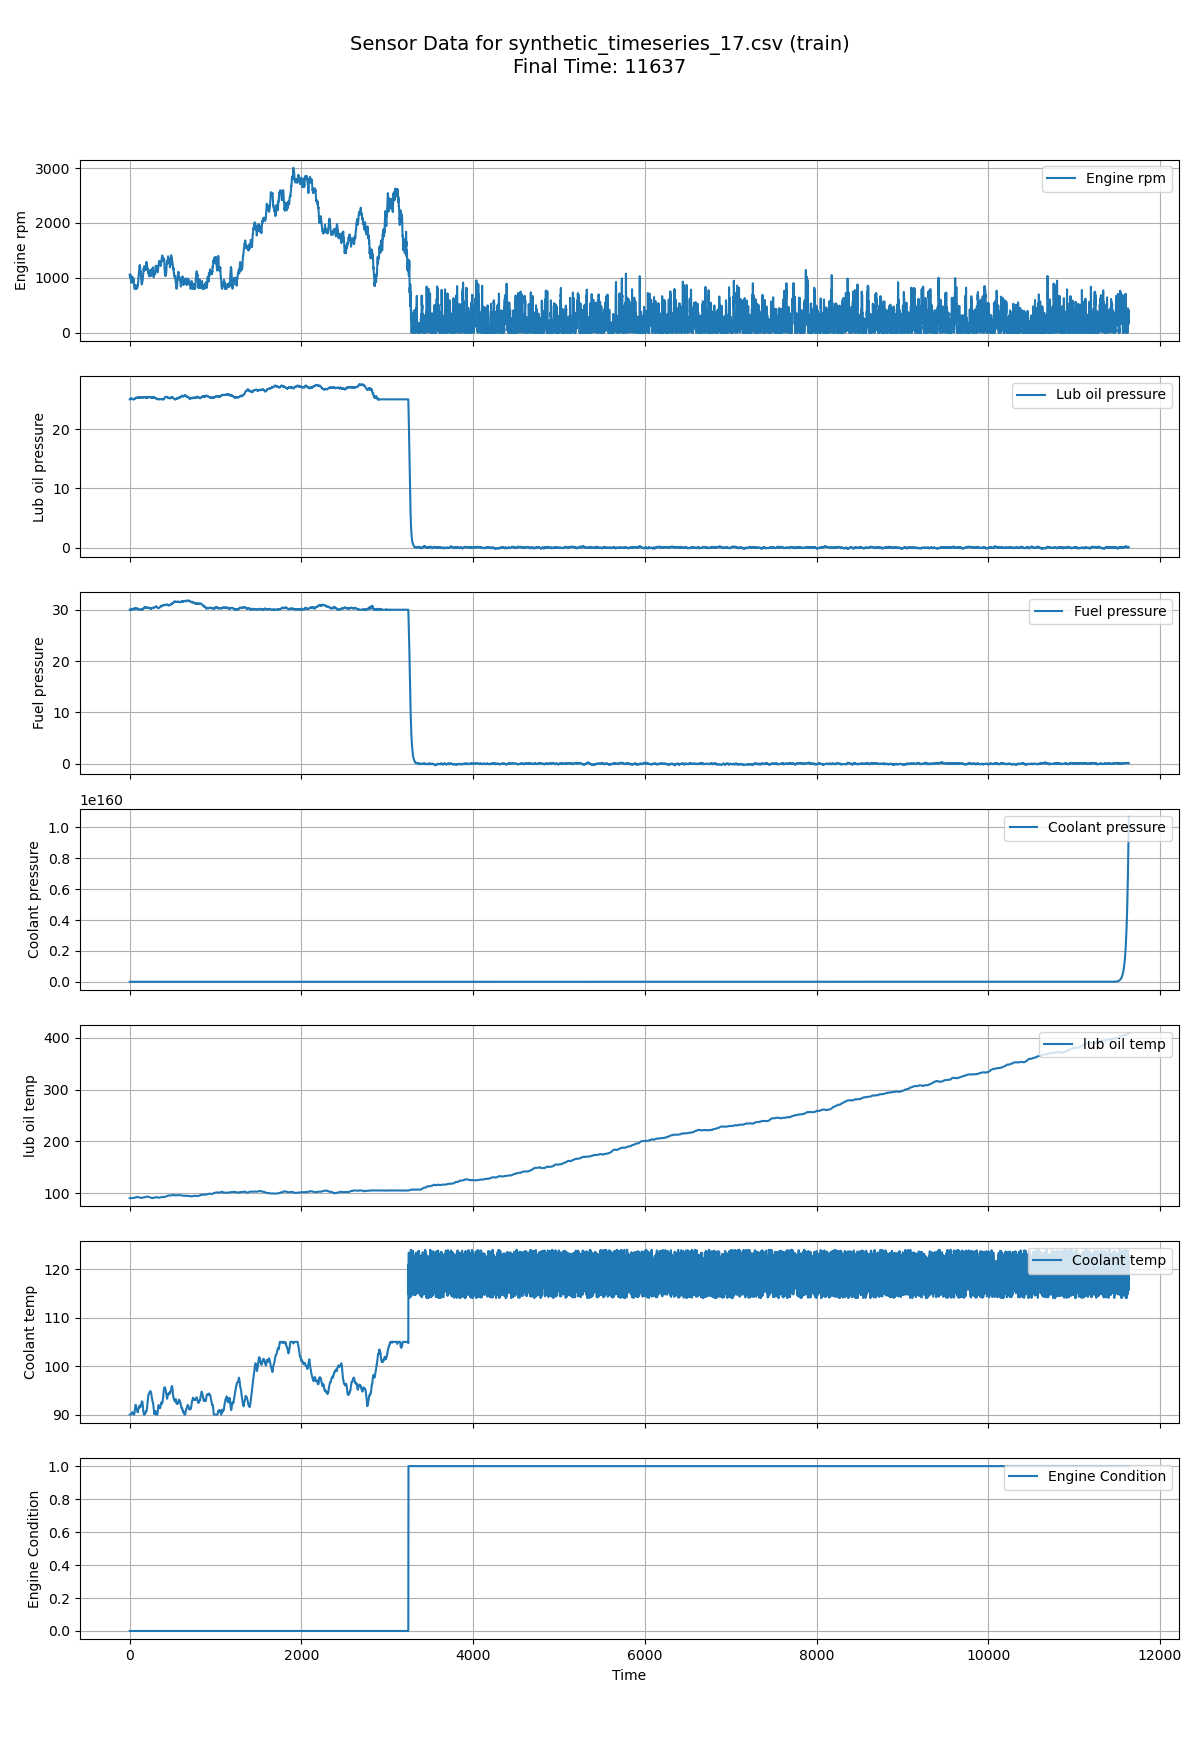 Sensor Data for synthetic_timeseries_17.csv (train)
Final Time: 11637
3000
2000
1000
0
Engine rpm
Engine rpm
20
10
0
Lub oil pressure
Lub oil pressure
30
20
10
0
Fuel pressure
Fuel pressure
1e160
1.0
0.8
0.6
0.4
0.2
0.0
Coolant pressure
Coolant pressure
400
300
200
100
lub oil temp
lub oil temp
120
110
100
90
Coolant temp
Coolant temp
1.0
0.8
0.6
0.4
0.2
0.0
Engine Condition
Engine Condition
0 2000 4000 6000 8000 10000 12000
Time